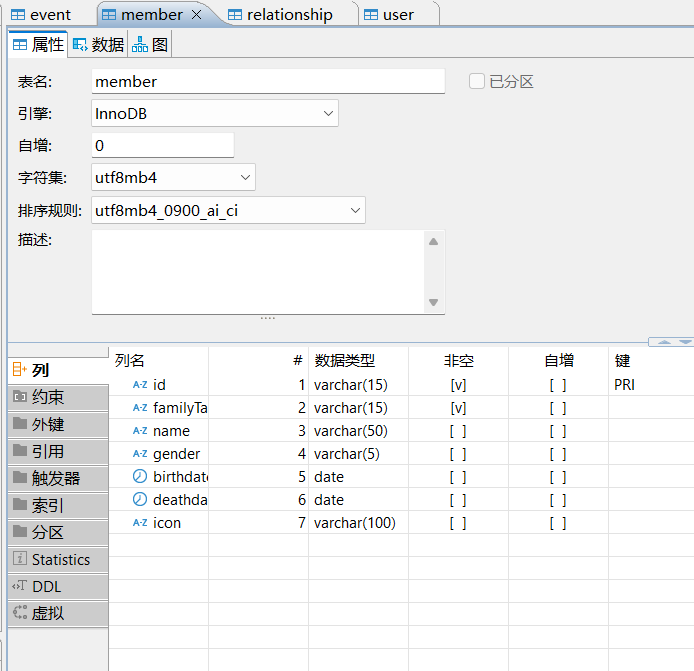 event member relationship user
属性 数据 图
表名: member 已分区
引擎: InnoDB
自增: 0
字符集: utf8mb4
排序规则: utf8mb4_0900_ai_ci
描述:
列
约束
外键
引用
触发器
索引
分区
Statistics
DDL
虚拟
列名 # 数据类型 非空 自增 键
A-Z id 1 varchar(15) [v] [ ] PRI
A-Z familyTa 2 varchar(15) [v] [ ]
A-Z name 3 varchar(50) [ ] [ ]
A-Z gender 4 varchar(5) [ ] [ ]
birthdat 5 date [ ] [ ]
deathda 6 date [ ] [ ]
A-Z icon 7 varchar(100) [ ] [ ]